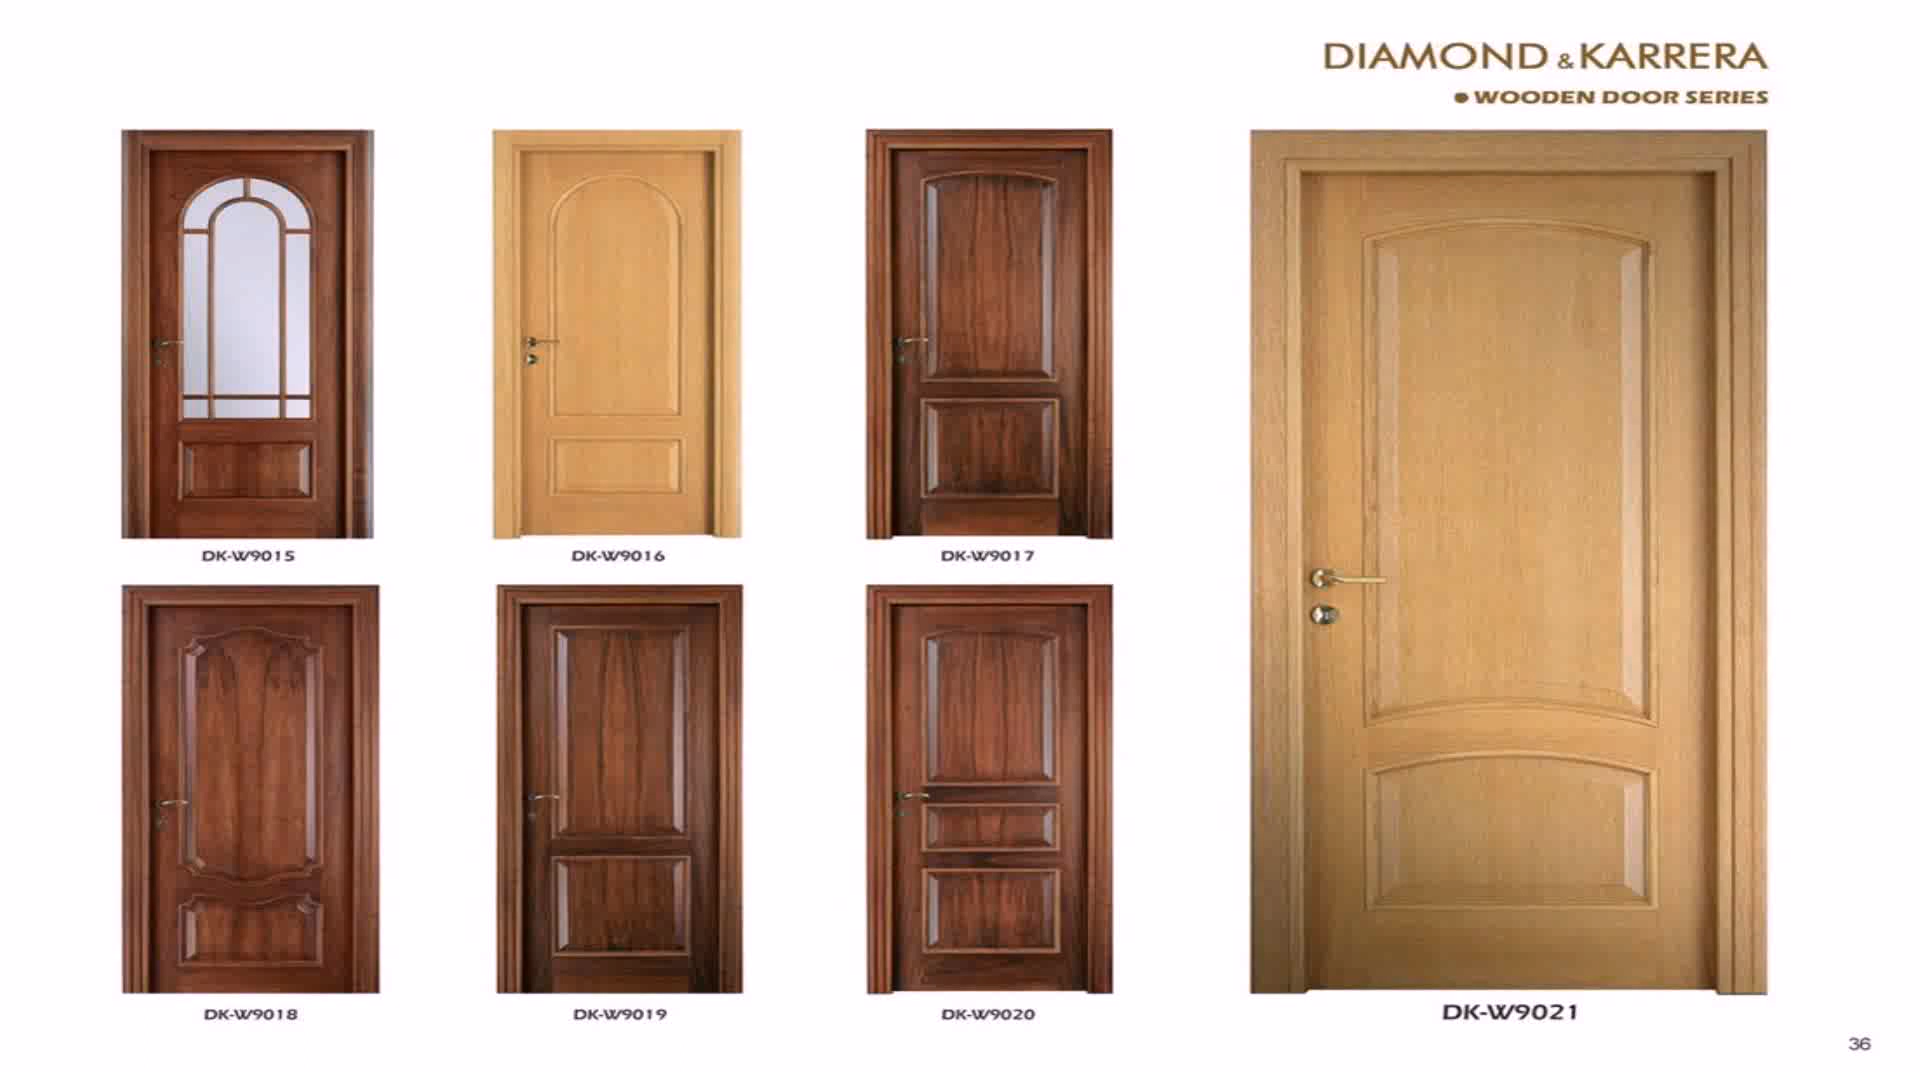 DIAMOND & KARRERA
● WOODEN DOOR SERIES
DK-W9015
DK-W9016
DK-W9017
DK-W9018
DK-W9019
DK-W9020
DK-W9021
36